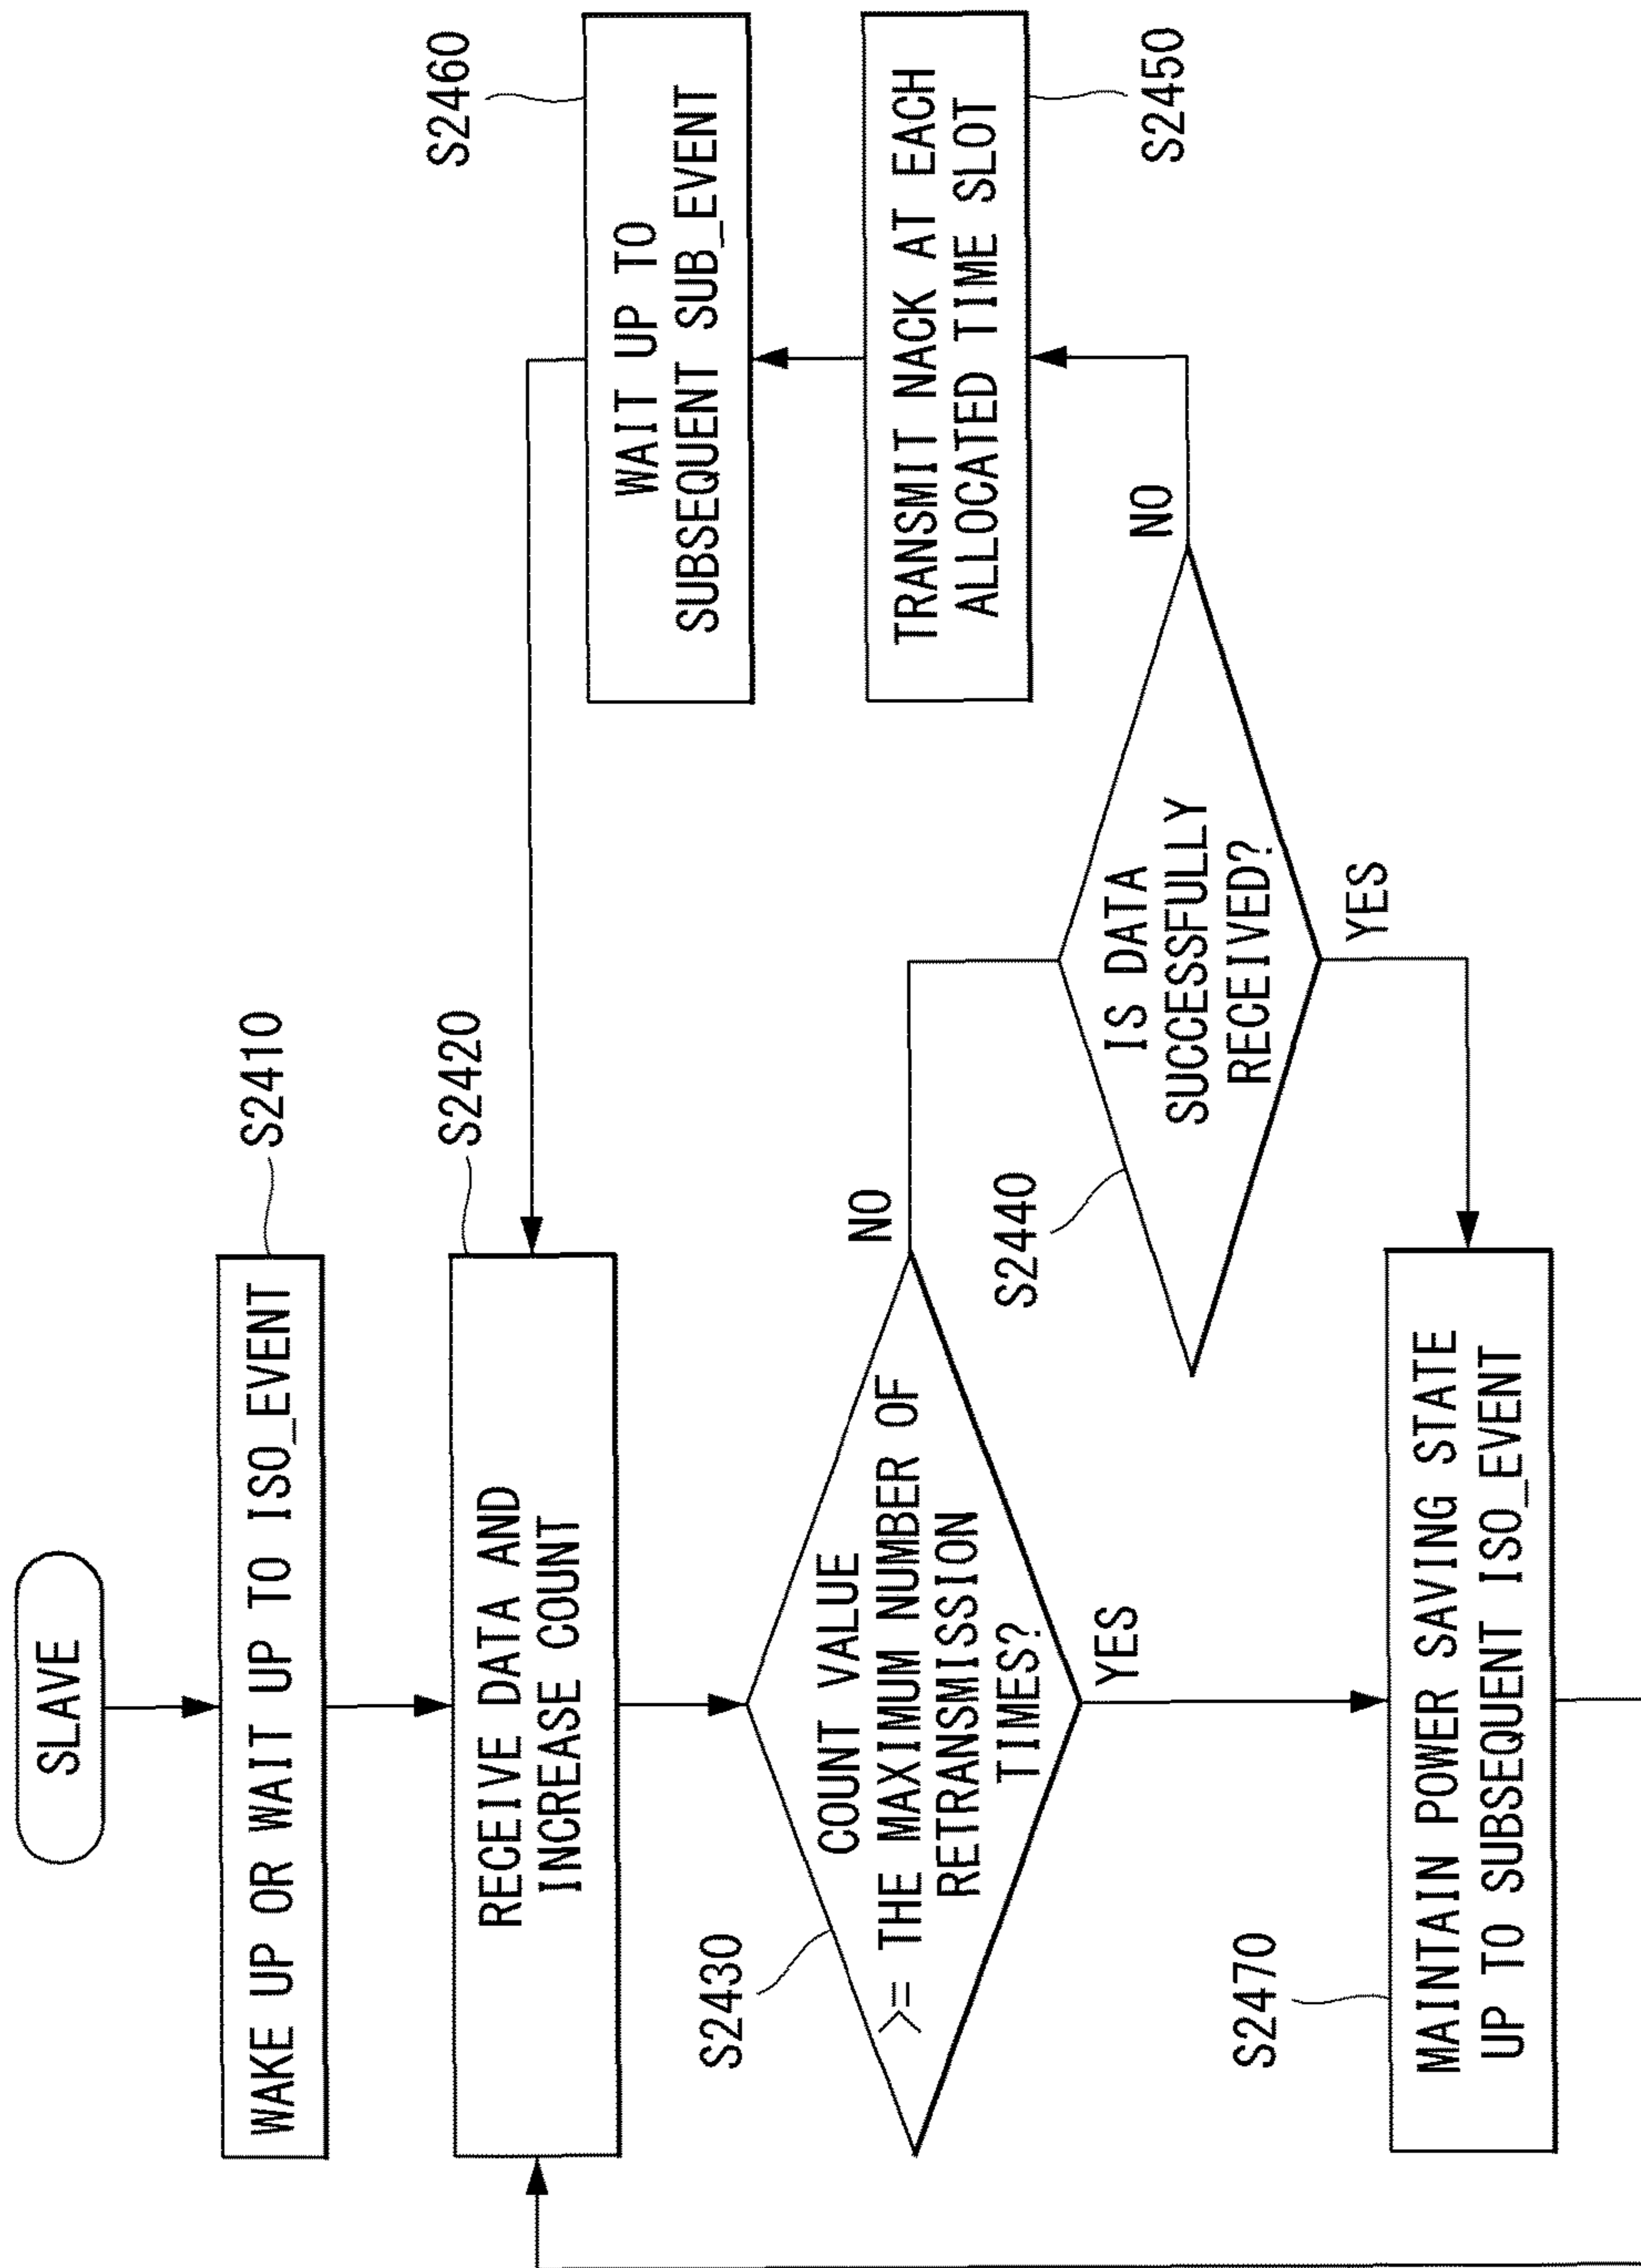 SLAVE
WAKE UP OR WAIT UP TO ISO_EVENT
S2410
RECEIVE DATA AND
INCREASE COUNT
S2420
S2430
COUNT VALUE
>= THE MAXIMUM NUMBER OF
RETRANSMISSION
TIMES?
NO
YES
S2440
IS DATA
SUCCESSFULLY
RECEIVED?
NO
YES
TRANSMIT NACK AT EACH
ALLOCATED TIME SLOT
S2450
WAIT UP TO
SUBSEQUENT SUB_EVENT
S2460
S2470
MAINTAIN POWER SAVING STATE
UP TO SUBSEQUENT ISO_EVENT